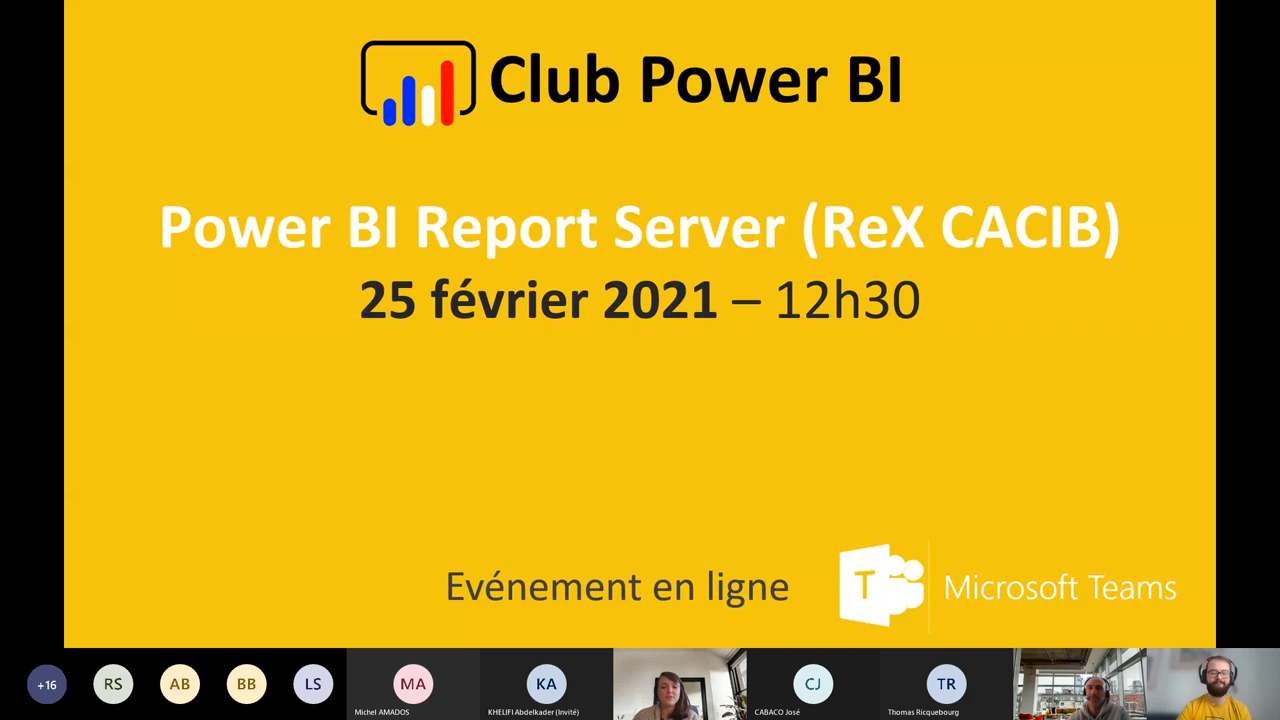 Club Power BI
Power BI Report Server (ReX CACIB)
25 février 2021 – 12h30
Evénement en ligne
T
Microsoft Teams
+16
RS
AB
BB
LS
MA
KA
CJ
TR
Michel AMADOS
KHELIFI Abdelkader (Invité)
CABACO José
Thomas Ricquebourg